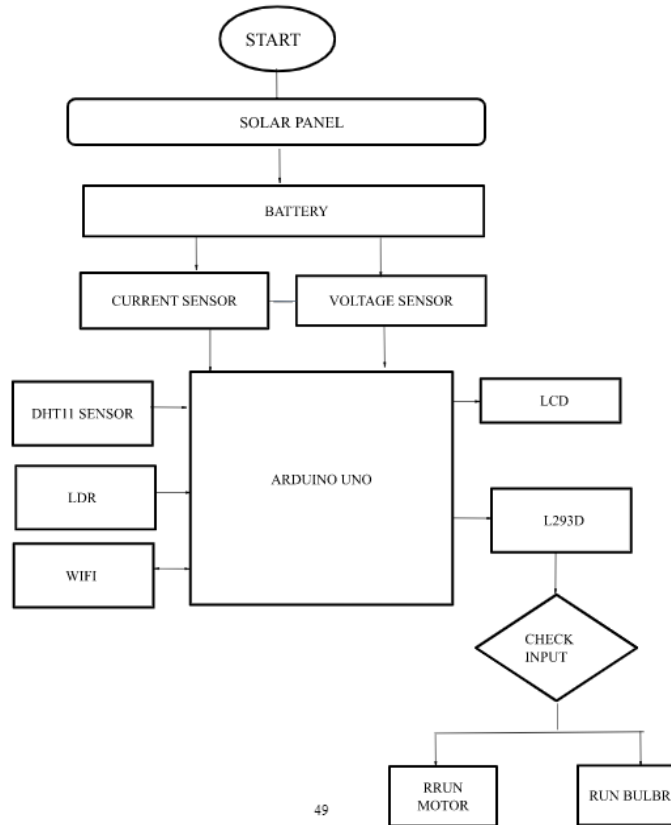 START
SOLAR PANEL
BATTERY
CURRENT SENSOR
VOLTAGE SENSOR
DHT11 SENSOR
LCD
ARDUINO UNO
LDR
L293D
WIFI
CHECK
INPUT
RRUN
MOTOR
RUN BULBR
49